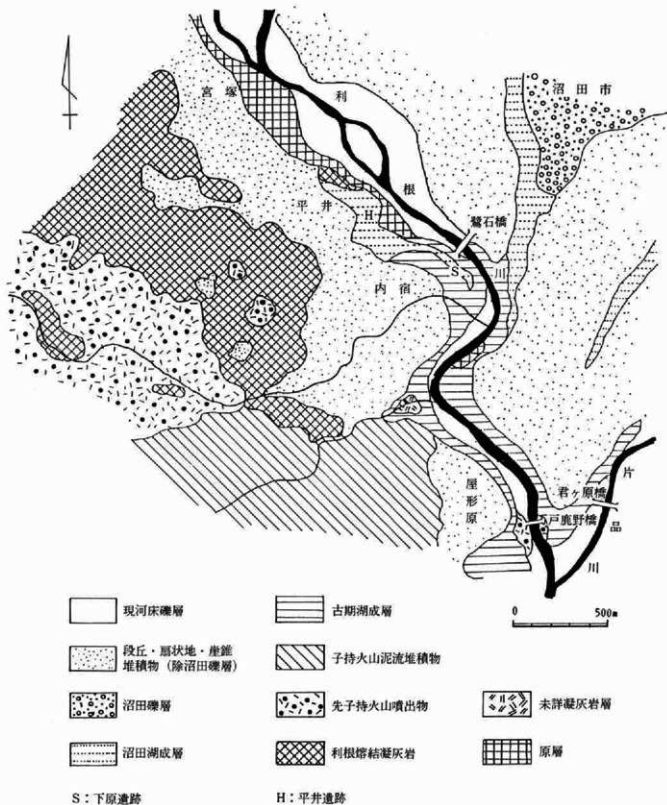 宮塚
利
根
川
沼田市
平井
H
鷺石橋
S
内宿
屋形原
君ヶ原橋
戸鹿野橋
片
品
川
0 500m
現河床礫層
古期湖成層
段丘・扇状地・崖錐
堆積物（除沼田礫層）
子持火山泥流堆積物
沼田礫層
先子持火山噴出物
未詳凝灰岩層
沼田湖成層
利根熔結凝灰岩
原層
S：下原遺跡
H：平井遺跡